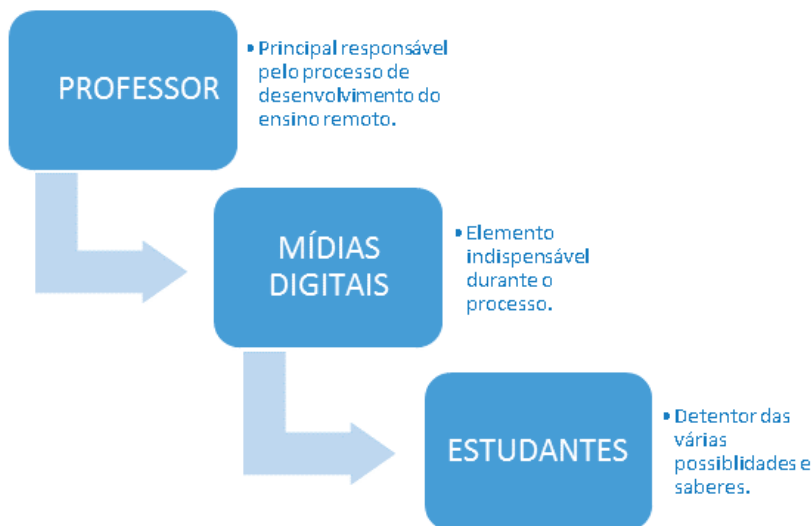 PROFESSOR
• Principal responsável
pelo processo de
desenvolvimento do
ensino remoto.
MÍDIAS
DIGITAIS
• Elemento
indispensável
durante o
processo.
ESTUDANTES
• Detentor das
várias
possiblidades e
saberes.